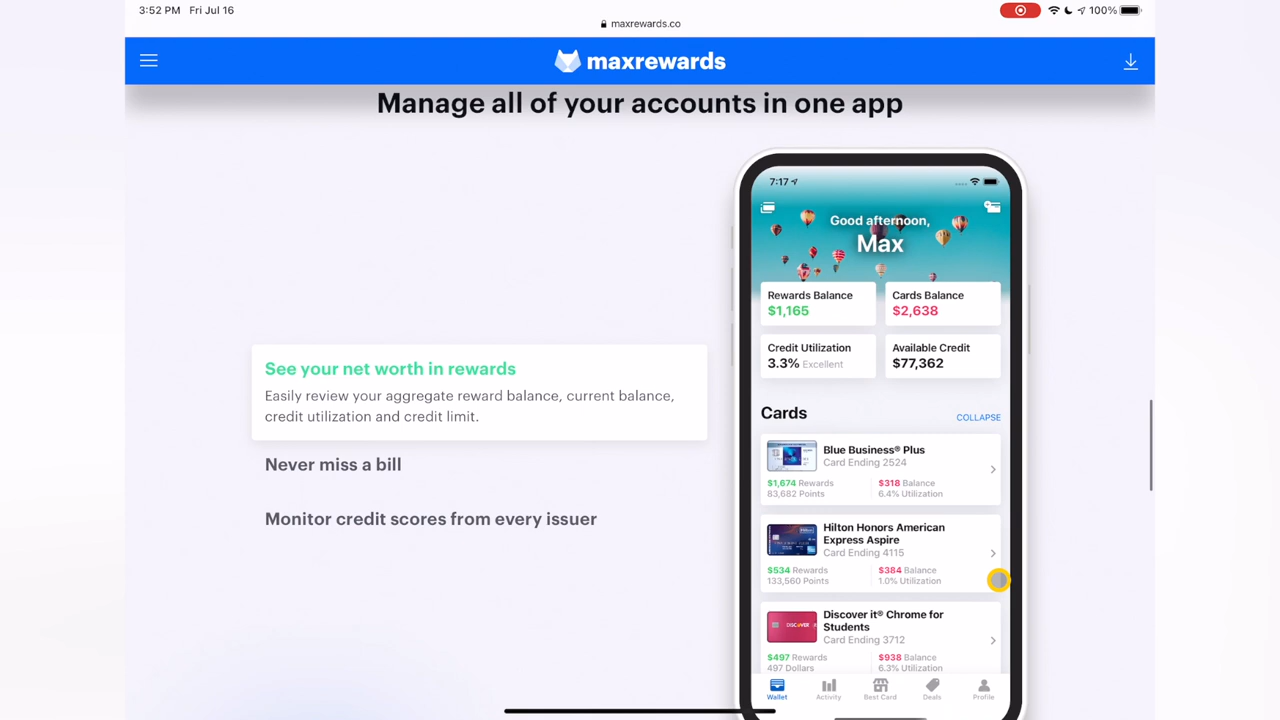 3:52 PM Fri Jul 16
100%
maxrewards.co
maxrewards
Manage all of your accounts in one app
See your net worth in rewards
Easily review your aggregate reward balance, current balance,
credit utilization and credit limit.
Never miss a bill
Monitor credit scores from every issuer
7:17
Good afternoon,
Max
Rewards Balance
$1,165
Cards Balance
$2,638
Credit Utilization
3.3% Excellent
Available Credit
$77,362
Cards
COLLAPSE
Blue Business® Plus
Card Ending 2524
$1,674 Rewards
83,682 Points
$318 Balance
6.4% Utilization
Hilton Honors American
Express Aspire
Card Ending 4115
$534 Rewards
133,560 Points
$384 Balance
1.0% Utilization
DISCOVER
Discover it® Chrome for
Students
Card Ending 3712
$497 Rewards
497 Dollars
$938 Balance
6.3% Utilization
Wallet
Activity
Best Card
Deals
Profile